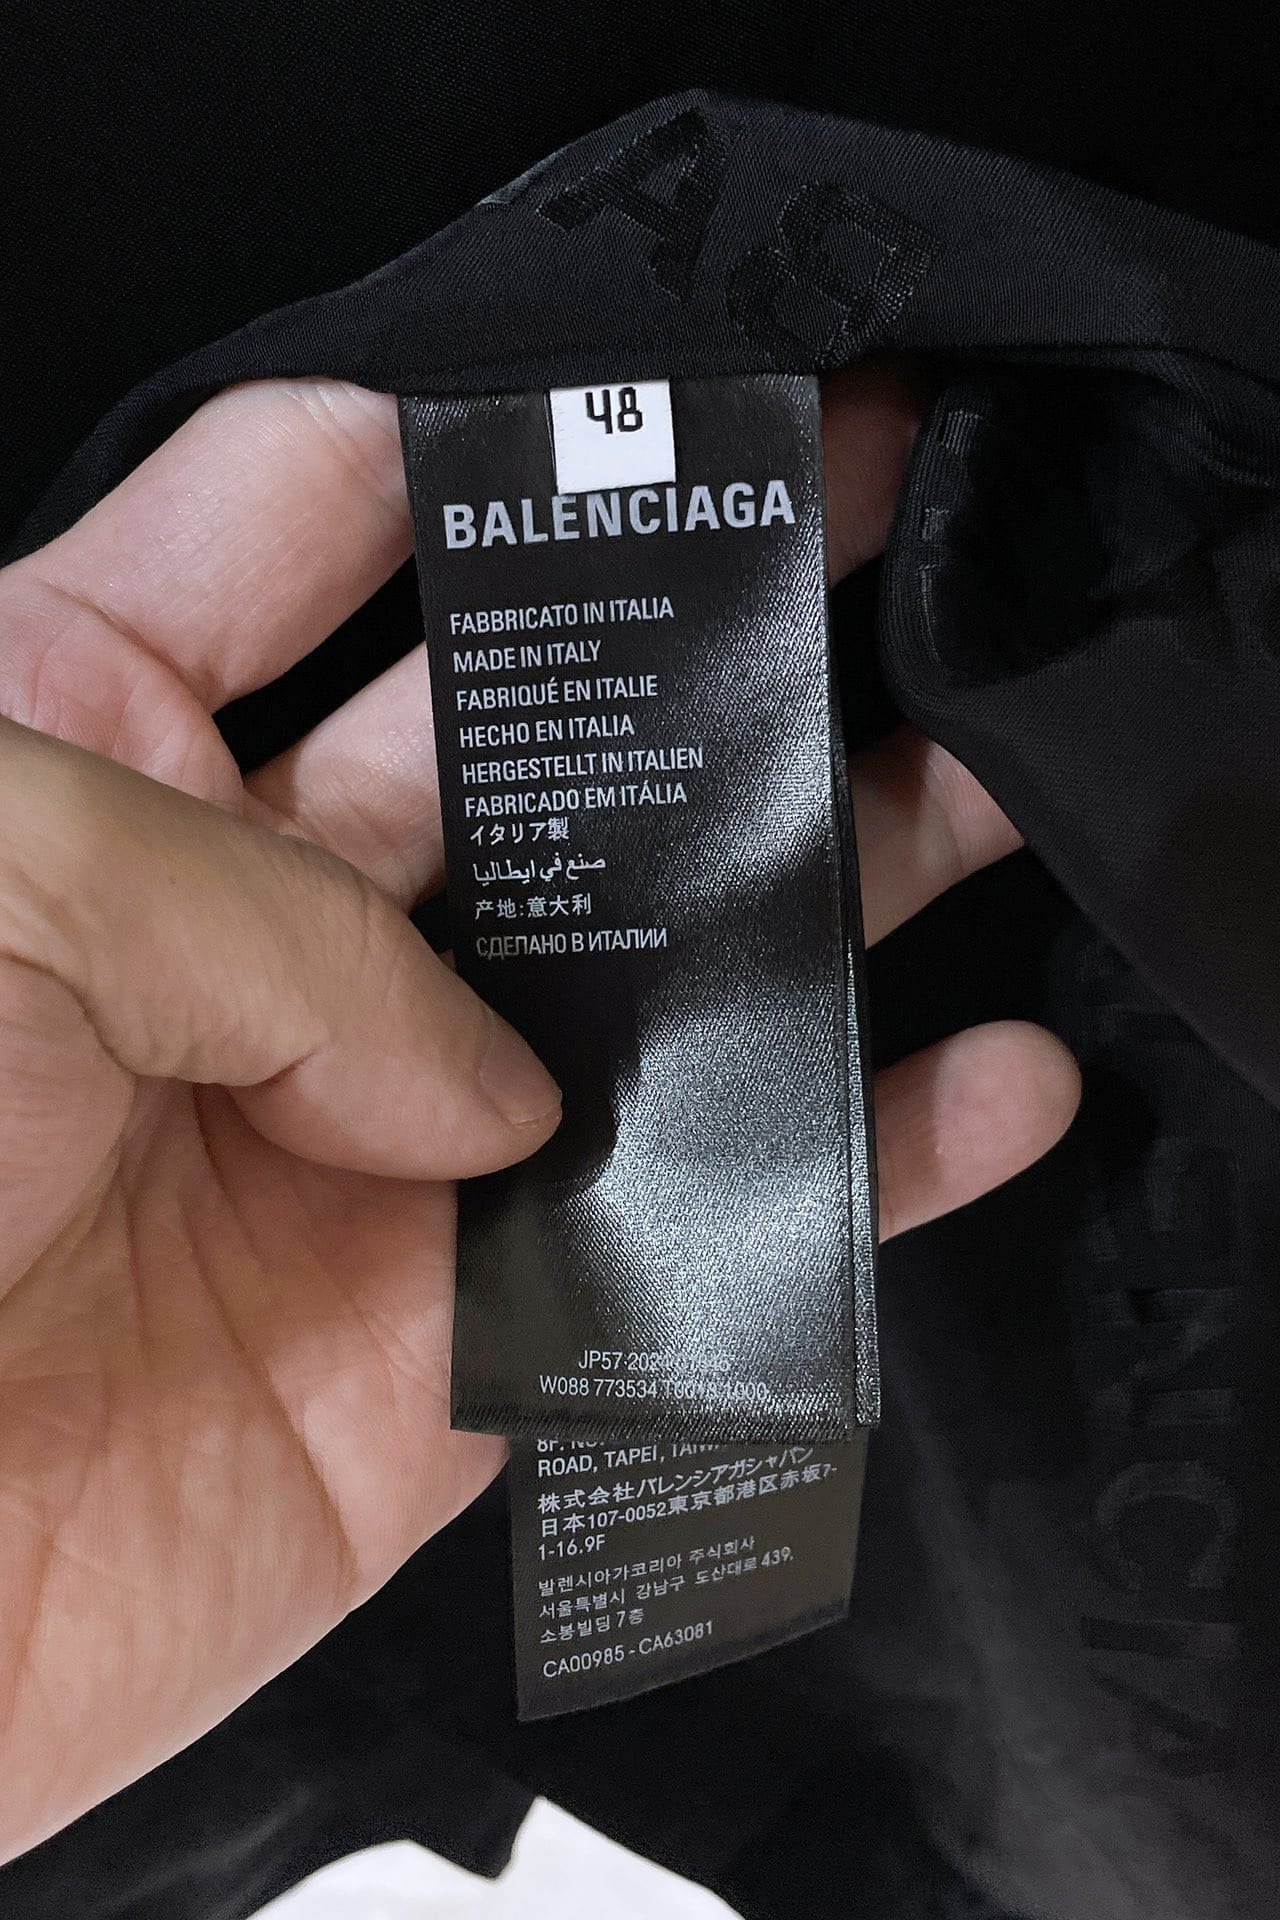 48
BALENCIAGA
FABBRICATO IN ITALIA
MADE IN ITALY
FABRIQUÉ EN ITALIE
HECHO EN ITALIA
HERGESTELLT IN ITALIEN
FABRICADO EM ITÁLIA
イタリア製
صنع في ايطاليا
产地:意大利
СДЕЛАНО В ИТАЛИИ
W088 773534
ROAD, TAPEI,
株式会社バレンシアガジャパン
日本107-0052東京都港区赤坂7-
1-16.9F
발렌시아가코리아 주식회사
서울특별시 강남구 도산대로 439,
소봉빌딩 7층
CA00985 - CA63081